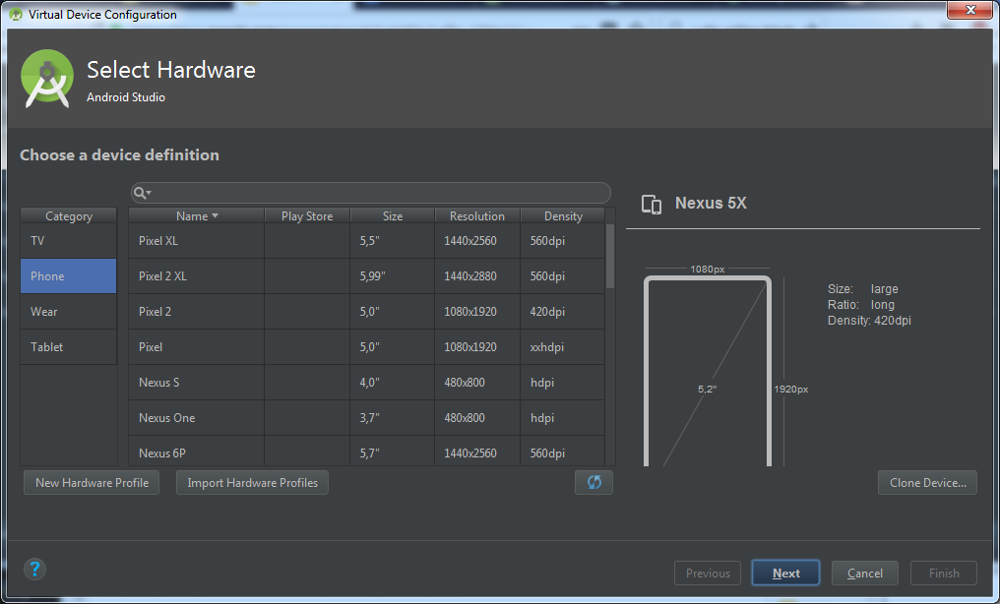 Virtual Device Configuration
Select Hardware
Android Studio
Choose a device definition
Category
TV
Phone
Wear
Tablet
Name Play Store Size Resolution Density
Pixel XL 5,5" 1440x2560 560dpi
Pixel 2 XL 5,99" 1440x2880 560dpi
Pixel 2 5,0" 1080x1920 420dpi
Pixel 5,0" 1080x1920 xxhdpi
Nexus S 4,0" 480x800 hdpi
Nexus One 3,7" 480x800 hdpi
Nexus 6P 5,7" 1440x2560 560dpi
New Hardware Profile Import Hardware Profiles
Nexus 5X
1080px
5,2" 1920px
Size: large
Ratio: long
Density: 420dpi
Clone Device...
? Previous Next Cancel Finish